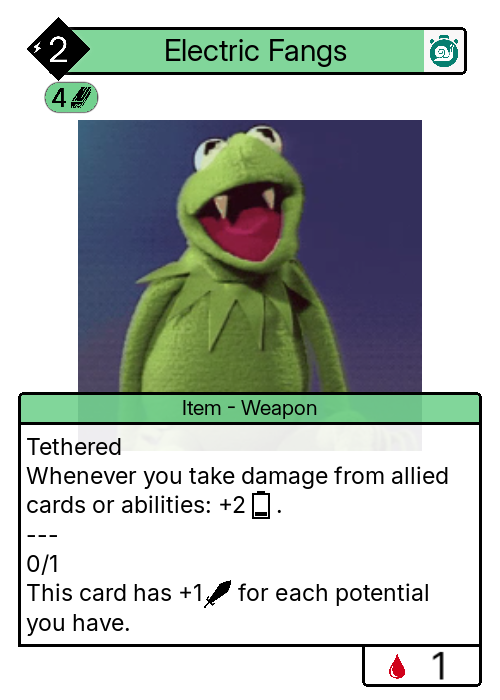 2
Electric Fangs
4
Item - Weapon
Tethered
Whenever you take damage from allied
cards or abilities: +2 .
---
0/1
This card has +1 for each potential
you have.
1